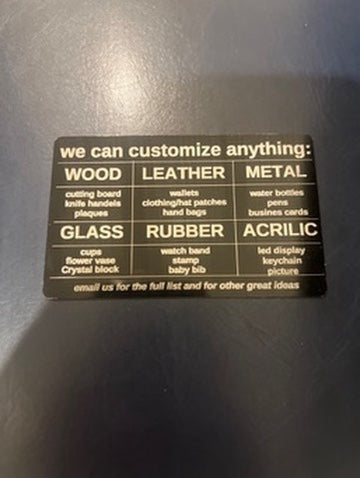 we can customize anything:
WOOD LEATHER METAL
cutting board wallets water bottles
knife handels clothing/hat patches pens
plaques hand bags busines cards
GLASS RUBBER ACRILIC
cups watch band led display
flower vase stamp keychain
Crystal block baby bib picture
email us for the full list and for other great ideas